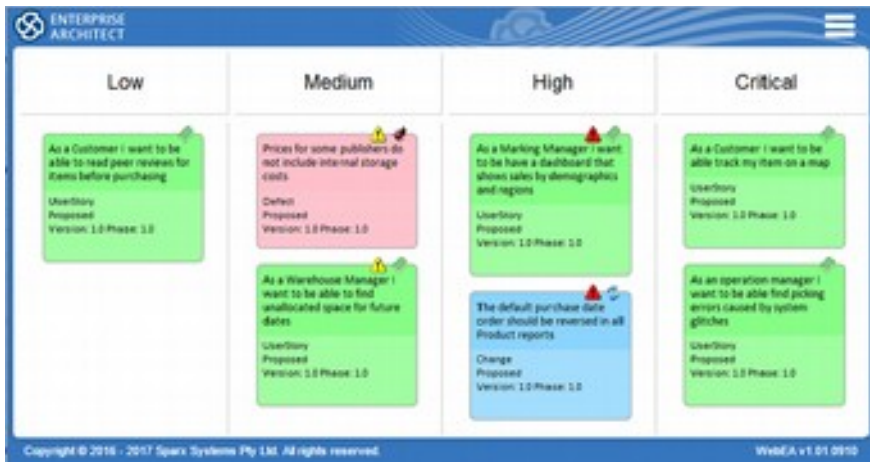 ENTERPRISE
ARCHITECT
Low
Medium
High
Critical
As a Customer I want to be
able to read peer reviews for
items before purchasing
UserStory
Proposed
Version: 1.0 Phase: 1.0
Prices for some publishers do
not include internal storage
costs
Defect
Proposed
Version: 1.0 Phase: 1.0
As a Warehouse Manager I
want to be able to find
unallocated space for future
dates
UserStory
Proposed
Version: 1.0 Phase: 1.0
As a Marking Manager I want
to be have a dashboard that
shows sales by demographics
and regions
UserStory
Proposed
Version: 1.0 Phase: 1.0
The default purchase date
order should be reversed in all
Product reports
Change
Proposed
Version: 1.0 Phase: 1.0
As a Customer I want to be
able track my item on a map
UserStory
Proposed
Version: 1.0 Phase: 1.0
As an operation manager I
want to be able find picking
errors caused by system
glitches
UserStory
Proposed
Version: 1.0 Phase: 1.0
Copyright © 2016 - 2017 Sparx Systems Pty Ltd. All rights reserved.
WebEA v1.01.0910